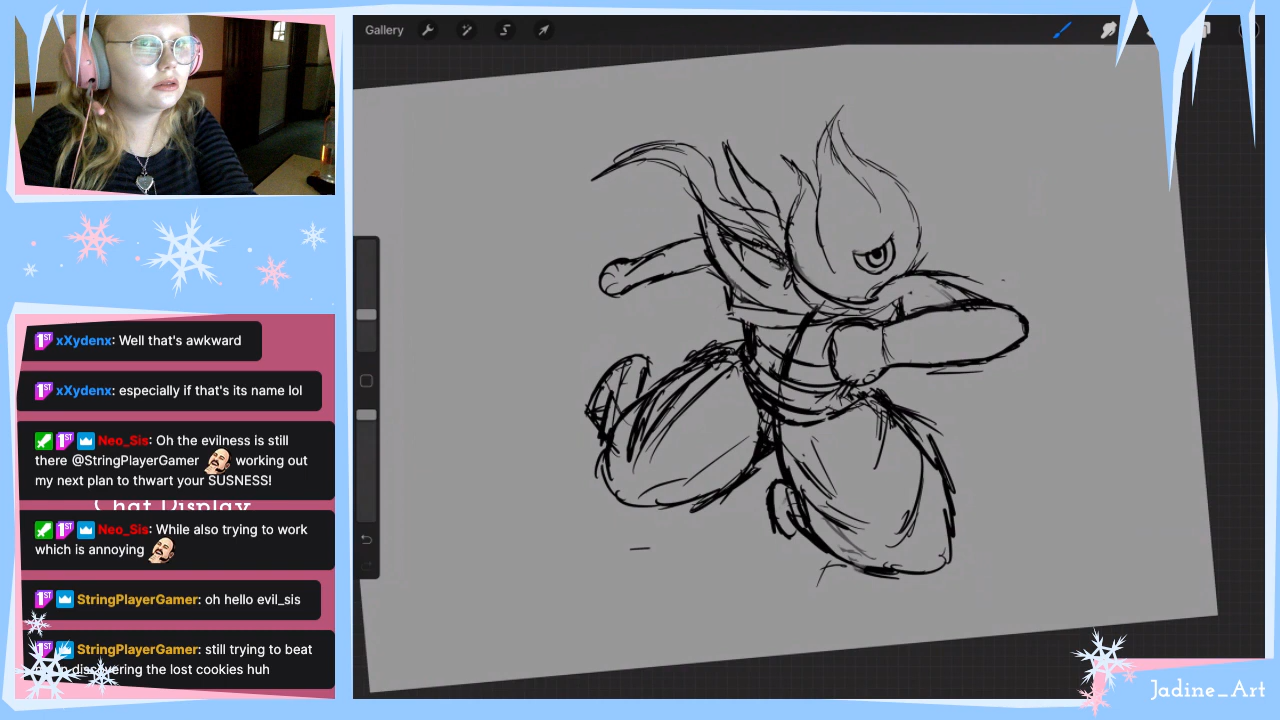 Gallery
xXydenx: Well that's awkward
xXydenx: especially if that's its name lol
Neo_Sis: Oh the evilness is still
there @StringPlayerGamer working out
my next plan to thwart your SUSNESS!
Chat Display
Neo_Sis: While also trying to work
which is annoying
StringPlayerGamer: oh hello evil_sis
StringPlayerGamer: still trying to beat
discovering the lost cookies huh
Jadine_Art